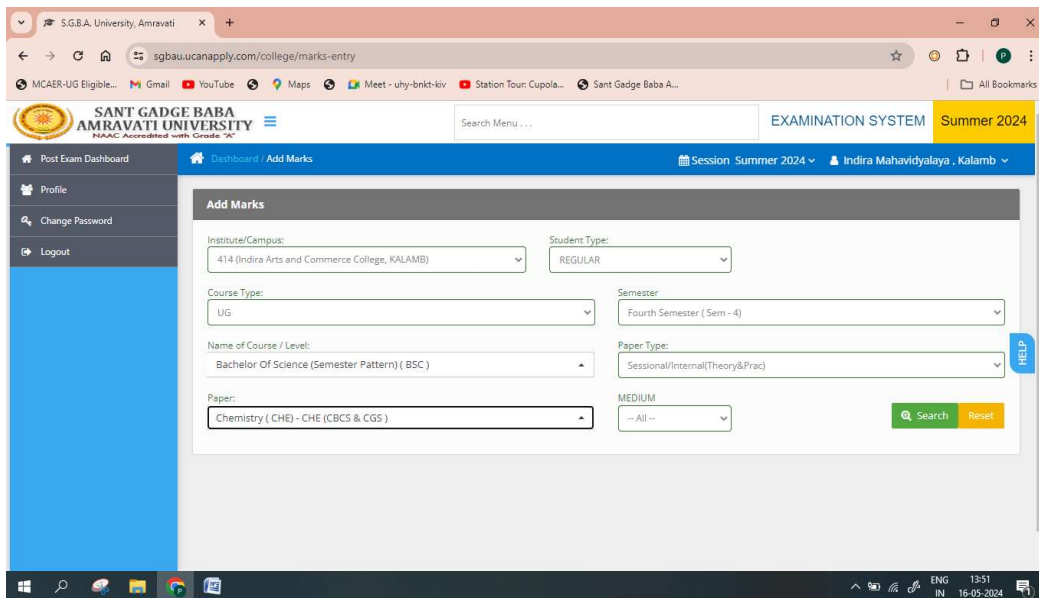 S.G.B.A. University, Amravati
sgbau.ucanapply.com/college/marks-entry
P
MCAER-UG Eligible... Gmail YouTube Maps Meet - uhy-bnkt-kiv Station Tour: Cupola... Sant Gadge Baba A... All Bookmarks
SANT GADGE BABA
AMRAVATI UNIVERSITY
NAAC Accredited with Grade "A"
Search Menu . . .
EXAMINATION SYSTEM
Summer 2024
Post Exam Dashboard
Profile
Change Password
Logout
Dashboard / Add Marks
Session Summer 2024
Indira Mahavidyalaya , Kalamb
Add Marks
Institute/Campus: Student Type:
414 (Indira Arts and Commerce College, KALAMB) REGULAR
Course Type: Semester
UG Fourth Semester ( Sem - 4)
Name of Course / Level: Paper Type:
Bachelor Of Science (Semester Pattern) ( BSC ) Sessional/Internal(Theory&Prac)
Paper: MEDIUM
Chemistry ( CHE) - CHE (CBCS & CGS ) -- All -- Search Reset
HELP
ENG 13:51
IN 16-05-2024